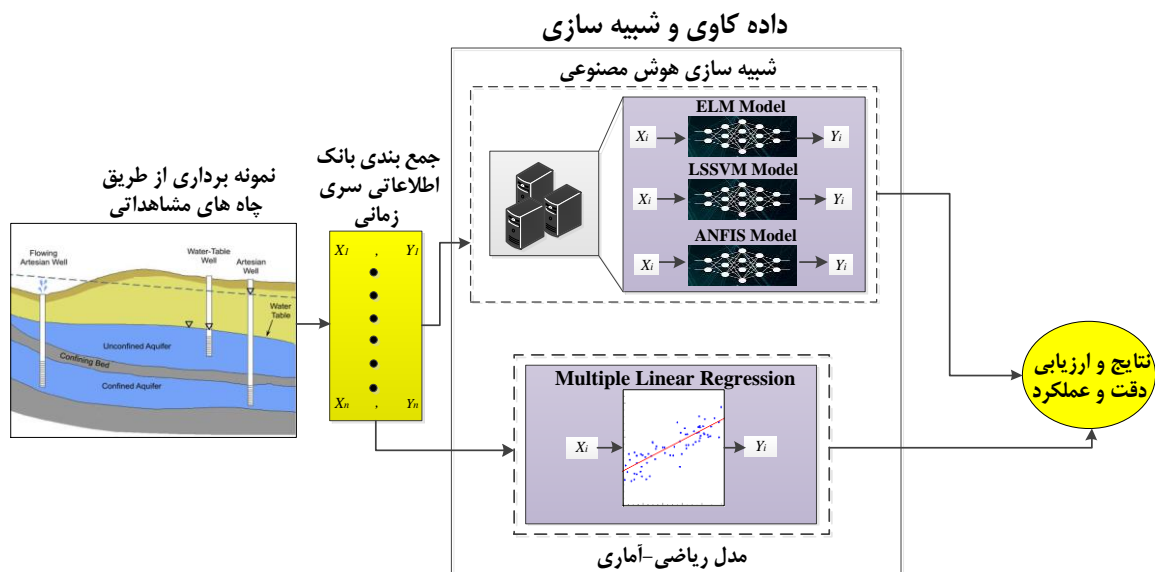 داده کاوی و شبیه سازی
شبیه سازی هوش مصنوعی
نمونه برداری از طریق
چاه های مشاهداتی
Flowing
Artesian Well
Water-Table
Well
Artesian
Well
Water
Table
Unconfined Aquifer
Confining Bed
Confined Aquifer
جمع بندی بانک
اطلاعاتی سری
زمانی
X1 , Y1
Xn , Yn
ELM Model
Xi Yi
LSSVM Model
Xi Yi
ANFIS Model
Xi Yi
Multiple Linear Regression
Xi Yi
مدل ریاضی-آماری
نتایج و ارزیابی
دقت و عملکرد